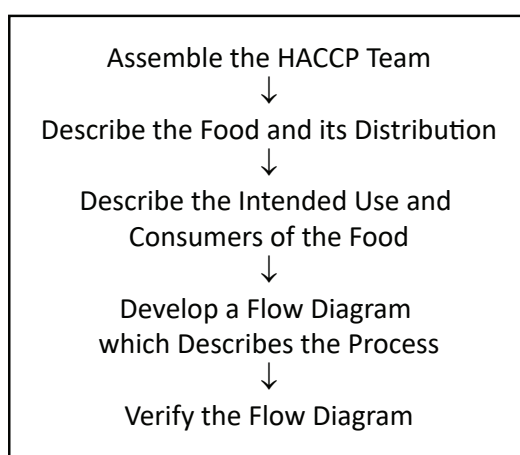 Assemble the HACCP Team
↓
Describe the Food and its Distribution
↓
Describe the Intended Use and
Consumers of the Food
↓
Develop a Flow Diagram
which Describes the Process
↓
Verify the Flow Diagram